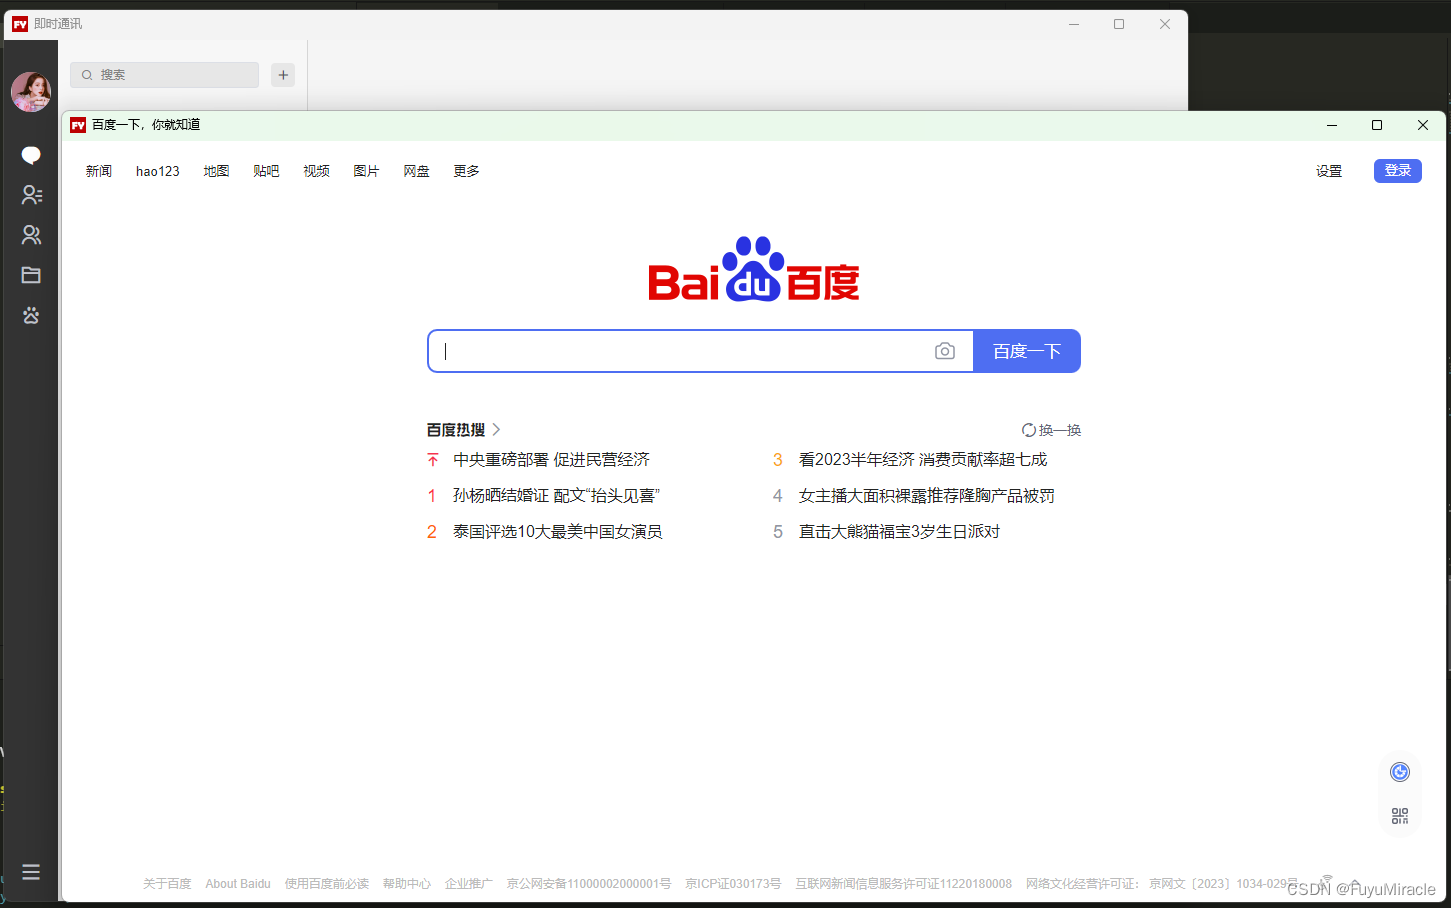 FV 即时通讯
搜索
FV 百度一下，你就知道
新闻 hao123 地图 贴吧 视频 图片 网盘 更多 设置 登录
Bai du 百度
百度一下
百度热搜 换一换
中央重磅部署 促进民营经济
1 孙杨晒结婚证 配文“抬头见喜”
2 泰国评选10大最美中国女演员
3 看2023半年经济 消费贡献率超七成
4 女主播大面积裸露推荐隆胸产品被罚
5 直击大熊猫福宝3岁生日派对
关于百度 About Baidu 使用百度前必读 帮助中心 企业推广 京公网安备11000002000001号 京ICP证030173号 互联网新闻信息服务许可证11220180008 网络文化经营许可证： 京网文〔2023〕1034-029号
CSDN @FuyuMiracle